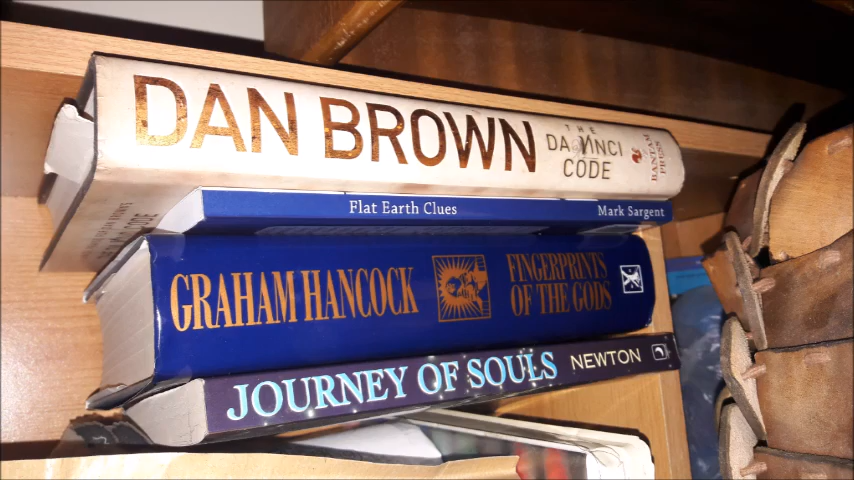 DAN BROWN
THE
DA VINCI
CODE
BANTAM
PRESS
Flat Earth Clues
Mark Sargent
GRAHAM HANCOCK
FINGERPRINTS
OF THE GODS
JOURNEY OF SOULS
NEWTON